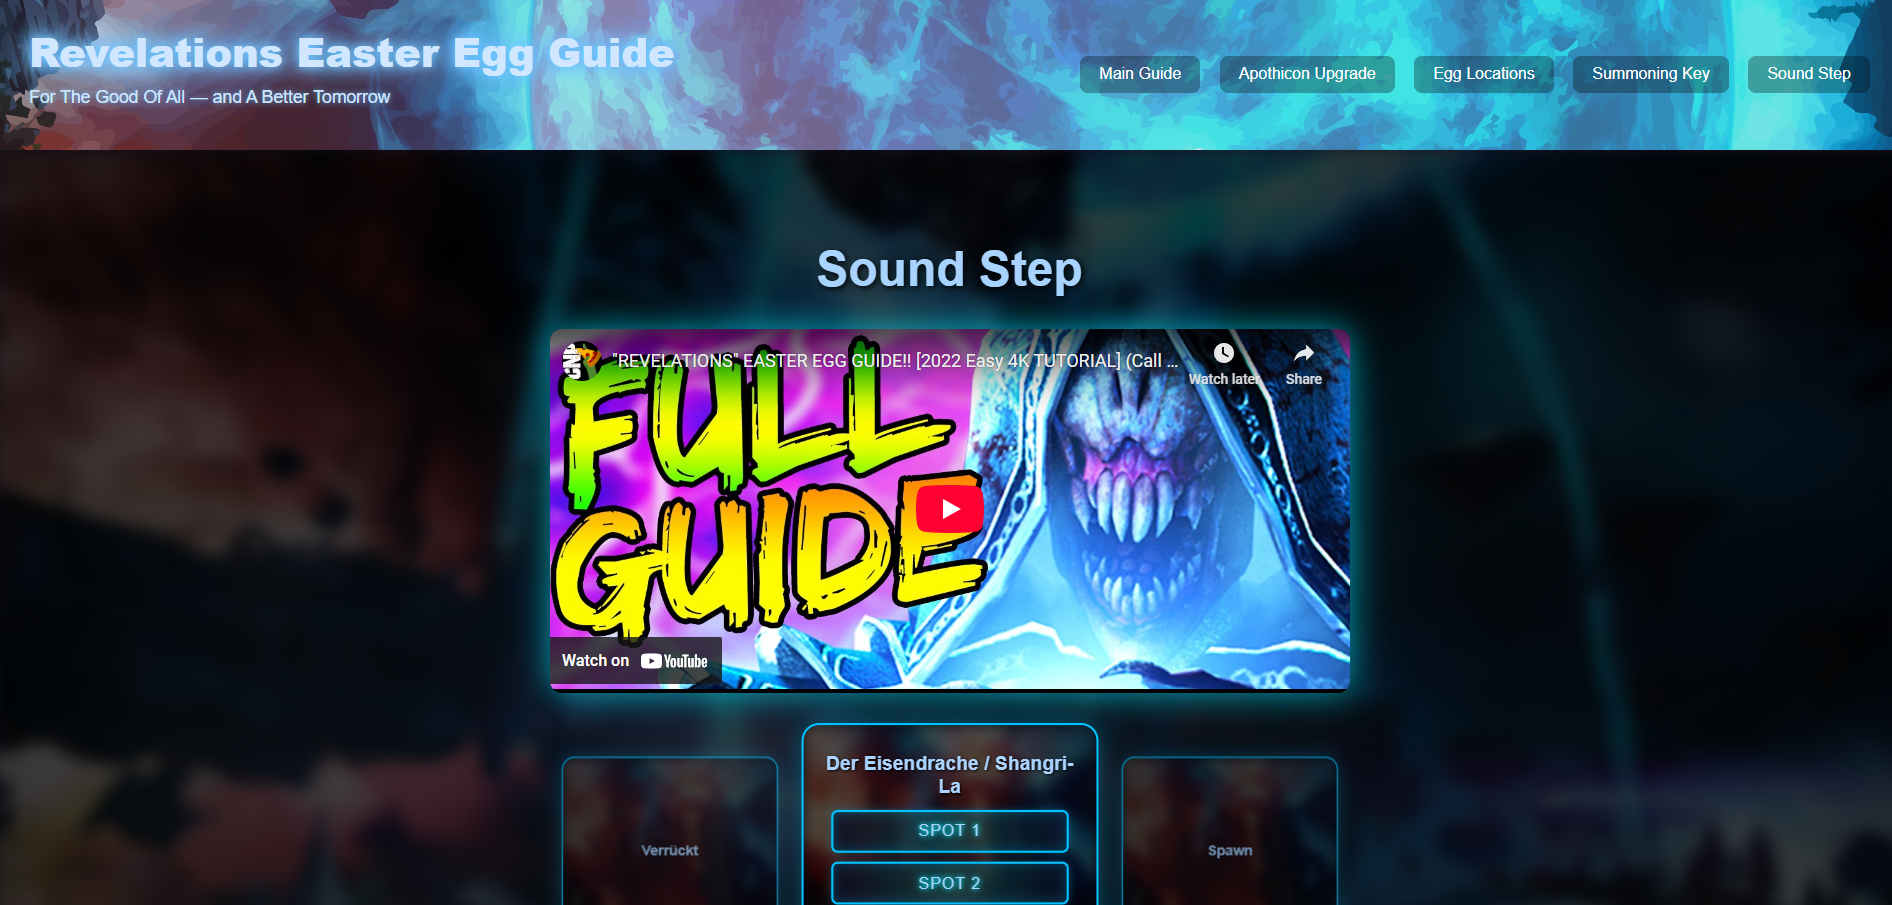 Revelations Easter Egg Guide
For The Good Of All — and A Better Tomorrow
Main Guide
Apothicon Upgrade
Egg Locations
Summoning Key
Sound Step
Sound Step
"REVELATIONS" EASTER EGG GUIDE!! [2022 Easy 4K TUTORIAL] (Call ...
Watch later
Share
FULL
GUIDE
Watch on YouTube
Der Eisendrache / Shangri-
La
SPOT 1
SPOT 2
Verrückt
Spawn